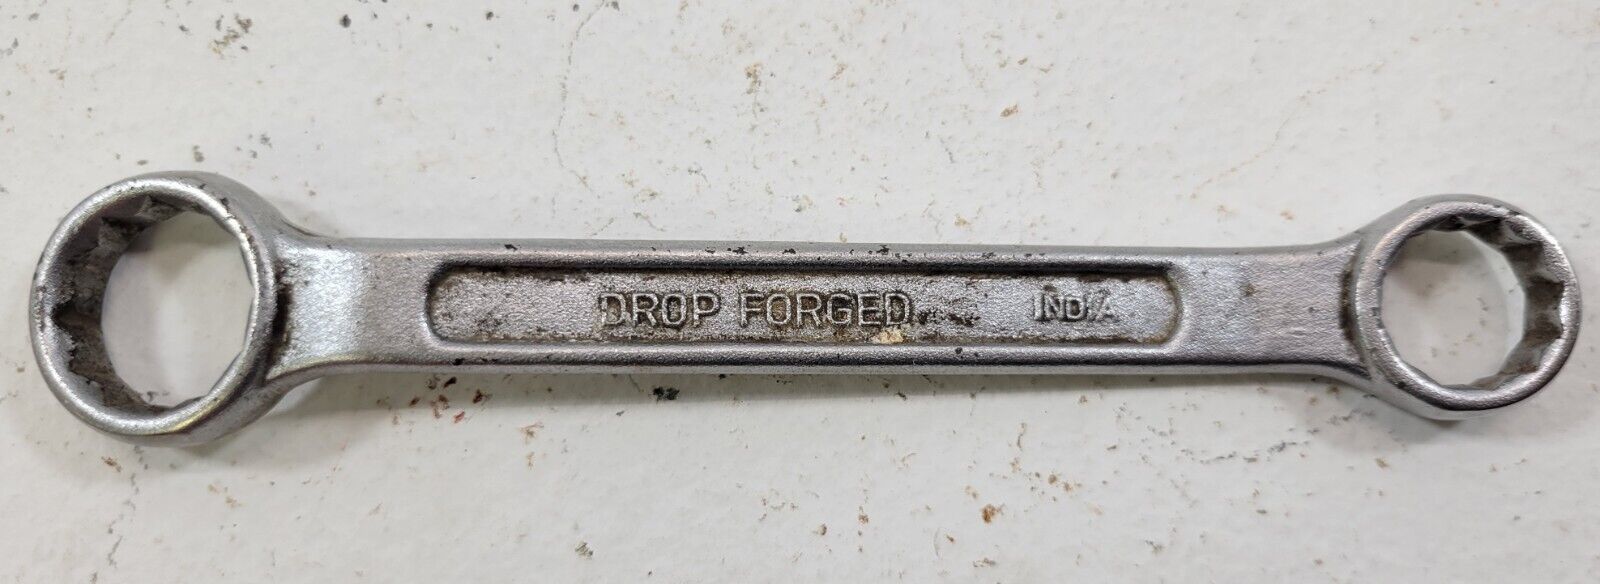 DROP FORGED INDIA